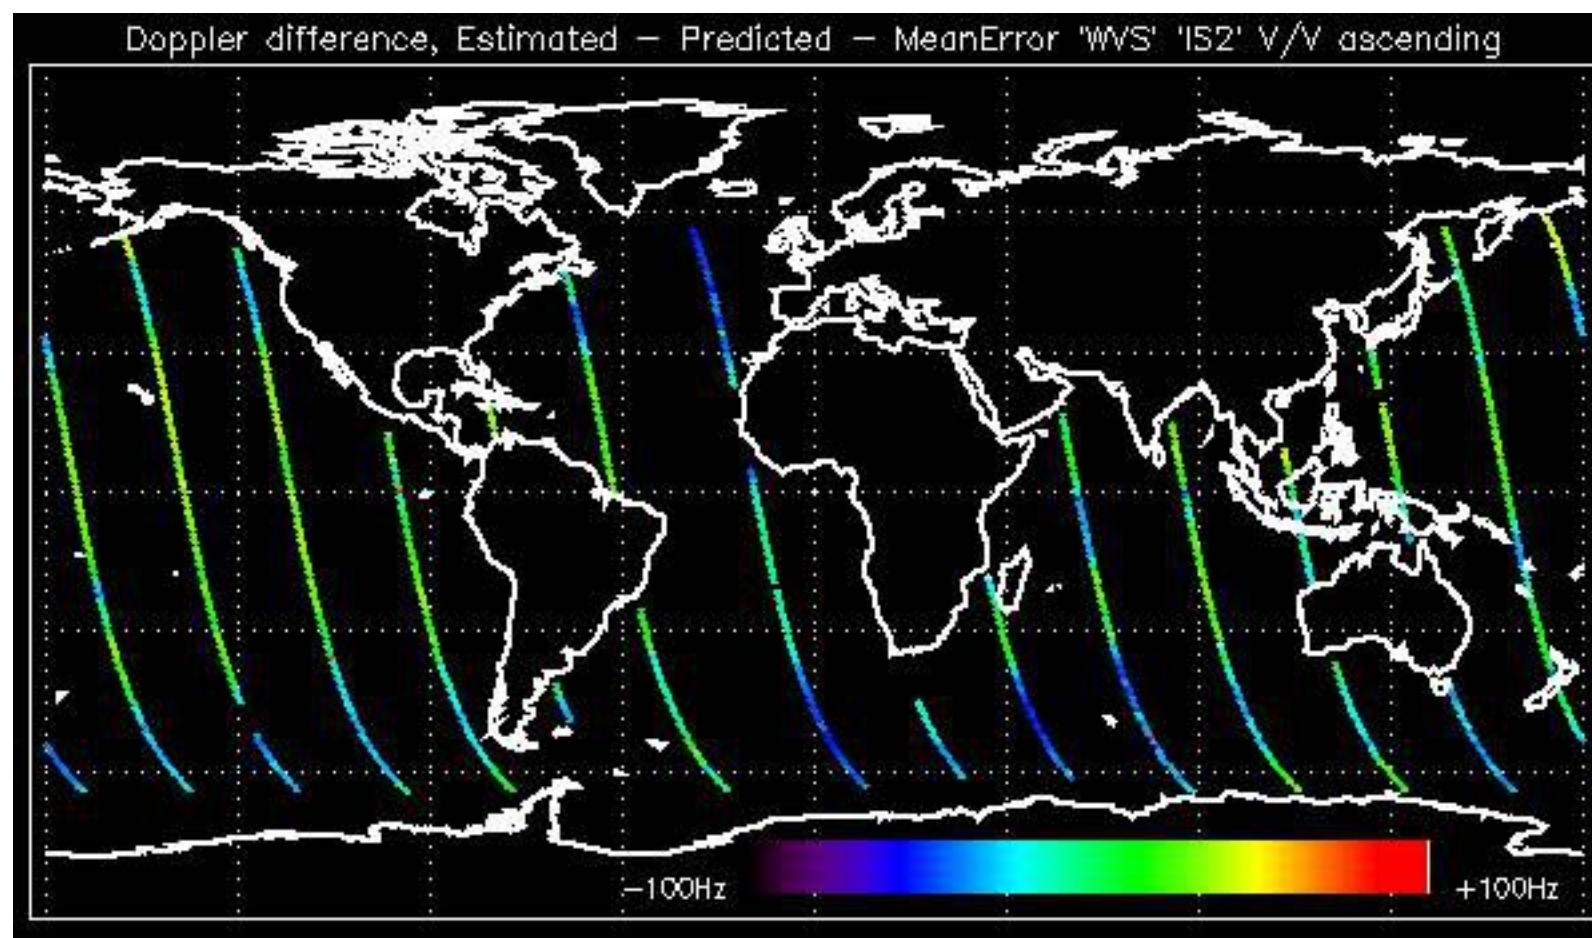 Doppler difference, Estimated – Predicted – MeanError 'WVS' 'IS2' V/V ascending
–100Hz
+100Hz